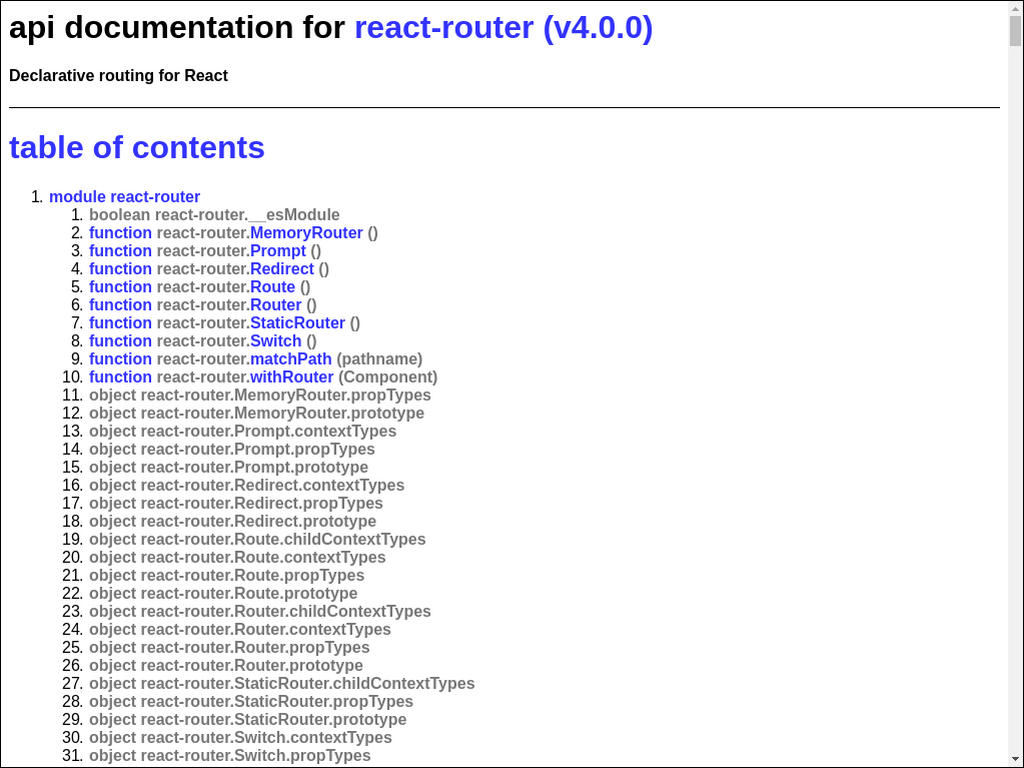 api documentation for react-router (v4.0.0)
Declarative routing for React
table of contents
1. module react-router
1. boolean react-router.__esModule
2. function react-router.MemoryRouter ()
3. function react-router.Prompt ()
4. function react-router.Redirect ()
5. function react-router.Route ()
6. function react-router.Router ()
7. function react-router.StaticRouter ()
8. function react-router.Switch ()
9. function react-router.matchPath (pathname)
10. function react-router.withRouter (Component)
11. object react-router.MemoryRouter.propTypes
12. object react-router.MemoryRouter.prototype
13. object react-router.Prompt.contextTypes
14. object react-router.Prompt.propTypes
15. object react-router.Prompt.prototype
16. object react-router.Redirect.contextTypes
17. object react-router.Redirect.propTypes
18. object react-router.Redirect.prototype
19. object react-router.Route.childContextTypes
20. object react-router.Route.contextTypes
21. object react-router.Route.propTypes
22. object react-router.Route.prototype
23. object react-router.Router.childContextTypes
24. object react-router.Router.contextTypes
25. object react-router.Router.propTypes
26. object react-router.Router.prototype
27. object react-router.StaticRouter.childContextTypes
28. object react-router.StaticRouter.propTypes
29. object react-router.StaticRouter.prototype
30. object react-router.Switch.contextTypes
31. object react-router.Switch.propTypes